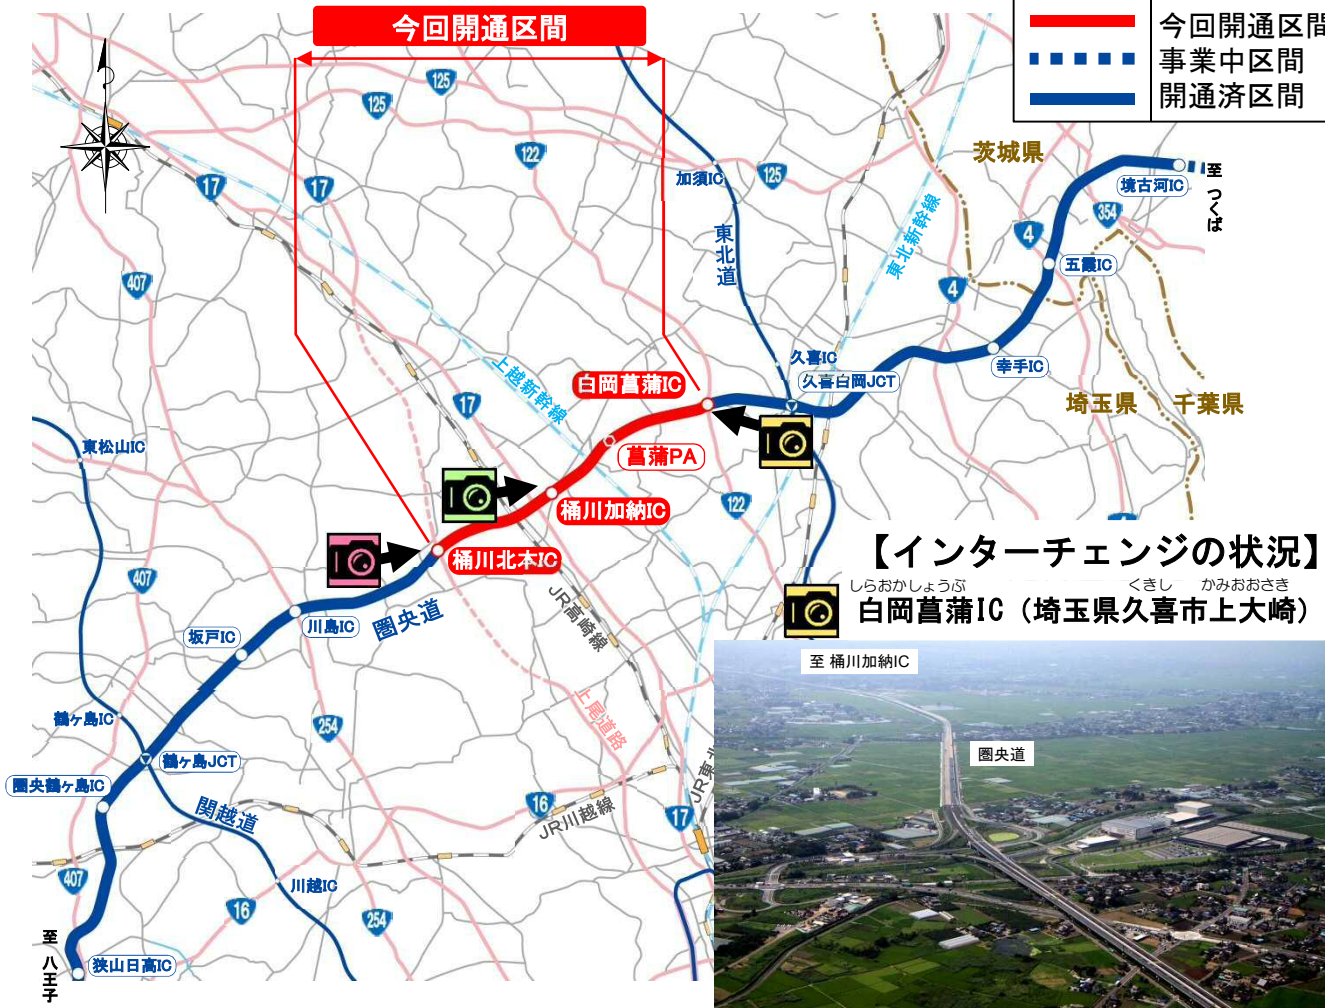 今回開通区間
今回開通区間
事業中区間
開通済区間
125
125
122
125
17
17
加須IC
東北道
東北新幹線
茨城県
境古河IC
至 つくば
354
4
五霞IC
4
407
久喜IC
久喜白岡JCT
幸手IC
埼玉県
千葉県
上越新幹線
白岡菖蒲IC
17
菖蒲PA
東松山IC
桶川加納IC
122
桶川北本IC
407
JR高崎線
圏央道
川島IC
坂戸IC
【インターチェンジの状況】
しらおかしょうぶ くきし かみおおさき
白岡菖蒲IC（埼玉県久喜市上大崎）
至 桶川加納IC
圏央道
上尾道路
鶴ヶ島IC
254
鶴ヶ島JCT
圏央鶴ヶ島IC
関越道
16
JR川越線
JR東北
17
407
川越IC
16
254
狭山日高IC
至 八王子